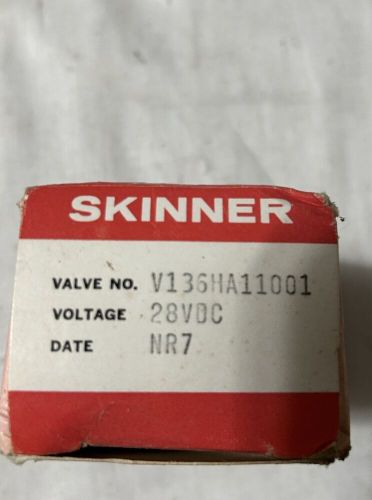 SKINNER
VALVE NO. V136HA11001
VOLTAGE 28VDC
DATE NR7